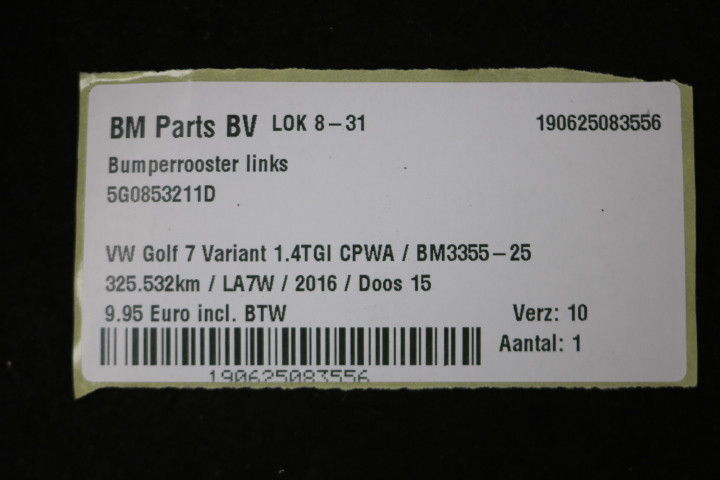 BM Parts BV LOK 8-31 190625083556
Bumperrooster links
5G0853211D
VW Golf 7 Variant 1.4TGI CPWA / BM3355-25
325.532km / LA7W / 2016 / Doos 15
9.95 Euro incl. BTW Verz: 10
Aantal: 1
190625083556